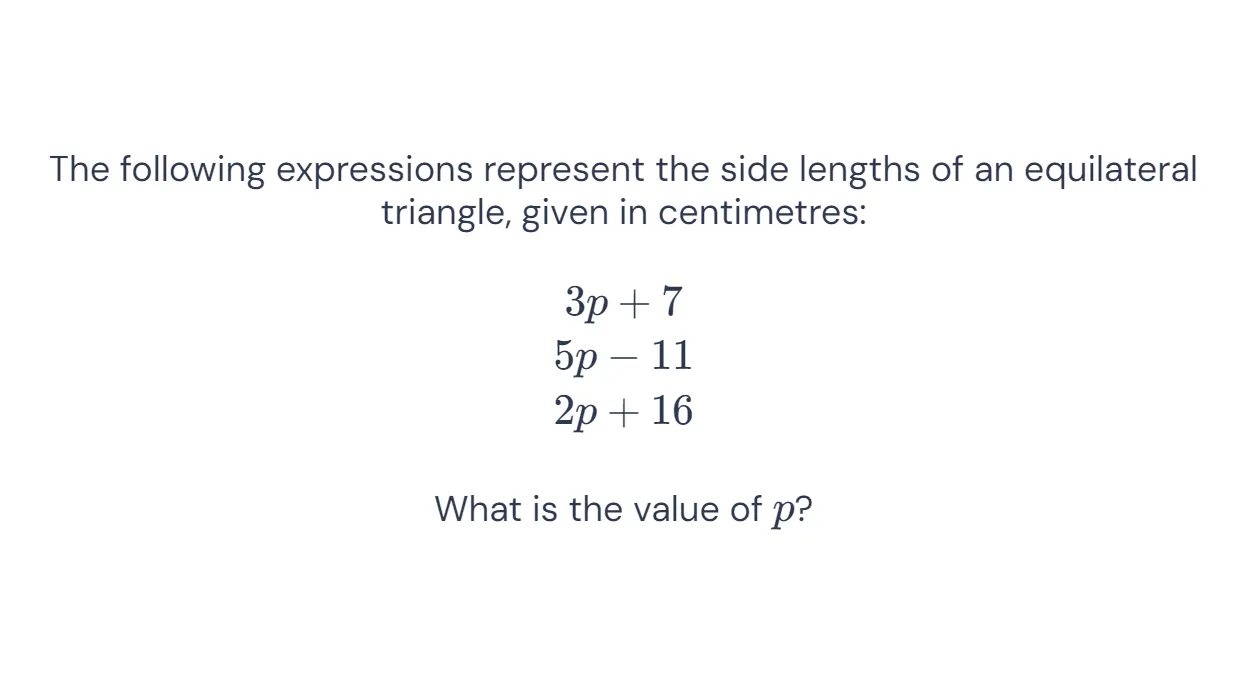 The following expressions represent the side lengths of an equilateral
triangle, given in centimetres:
3p + 7
5p − 11
2p + 16
What is the value of p?